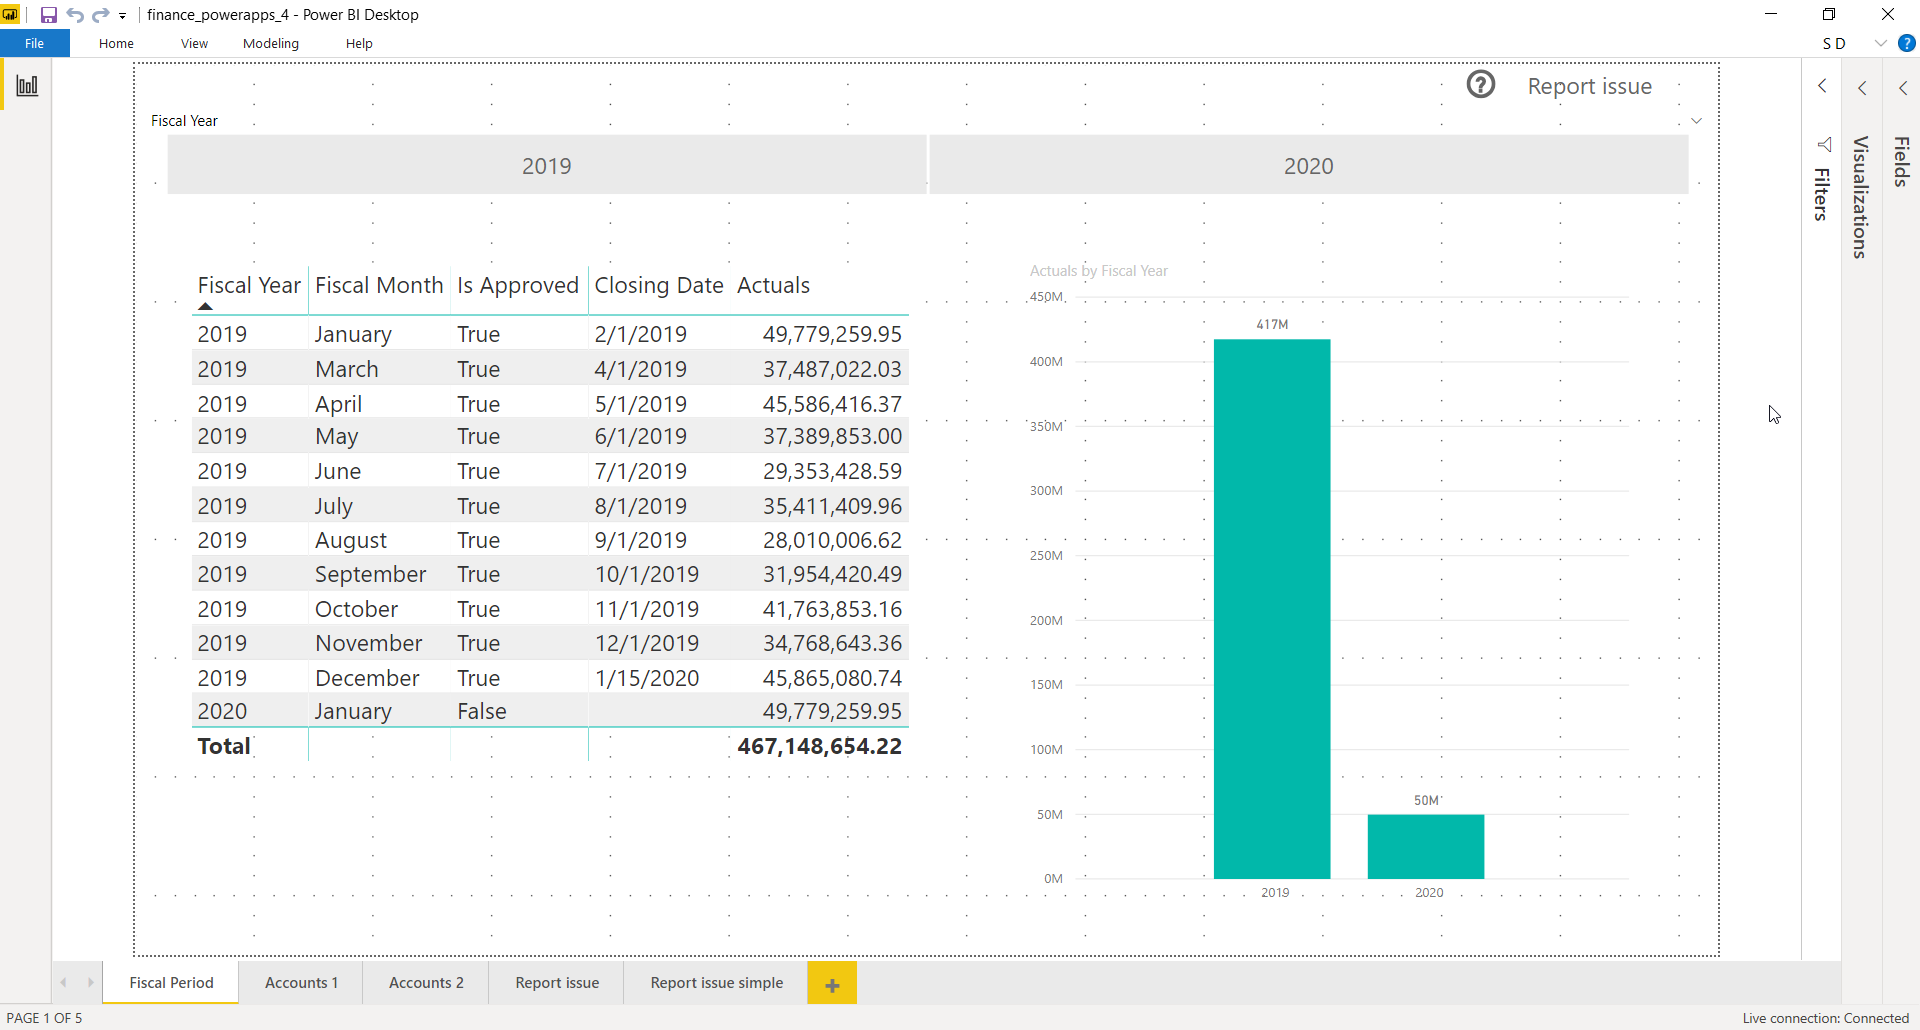 finance_powerapps_4 - Power BI Desktop
File Home View Modeling Help S D ?
? Report issue
Fiscal Year
2019 2020
Filters
Visualizations
Fields
Fiscal Year Fiscal Month Is Approved Closing Date Actuals
2019 January True 2/1/2019 49,779,259.95
2019 March True 4/1/2019 37,487,022.03
2019 April True 5/1/2019 45,586,416.37
2019 May True 6/1/2019 37,389,853.00
2019 June True 7/1/2019 29,353,428.59
2019 July True 8/1/2019 35,411,409.96
2019 August True 9/1/2019 28,010,006.62
2019 September True 10/1/2019 31,954,420.49
2019 October True 11/1/2019 41,763,853.16
2019 November True 12/1/2019 34,768,643.36
2019 December True 1/15/2020 45,865,080.74
2020 January False 49,779,259.95
Total 467,148,654.22
Actuals by Fiscal Year
450M
417M
400M
350M
300M
250M
200M
150M
100M
50M
50M
0M
2019 2020
Fiscal Period Accounts 1 Accounts 2 Report issue Report issue simple +
PAGE 1 OF 5 Live connection: Connected